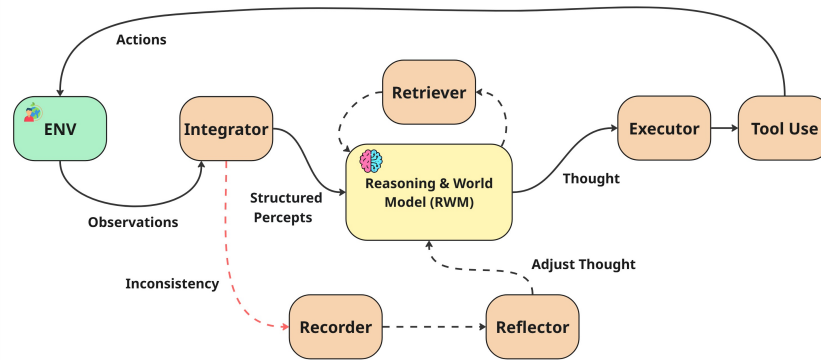 Actions
Retriever
ENV
Integrator
Executor
Tool Use
Reasoning & World
Model (RWM)
Structured
Percepts
Thought
Observations
Adjust Thought
Inconsistency
Recorder
Reflector